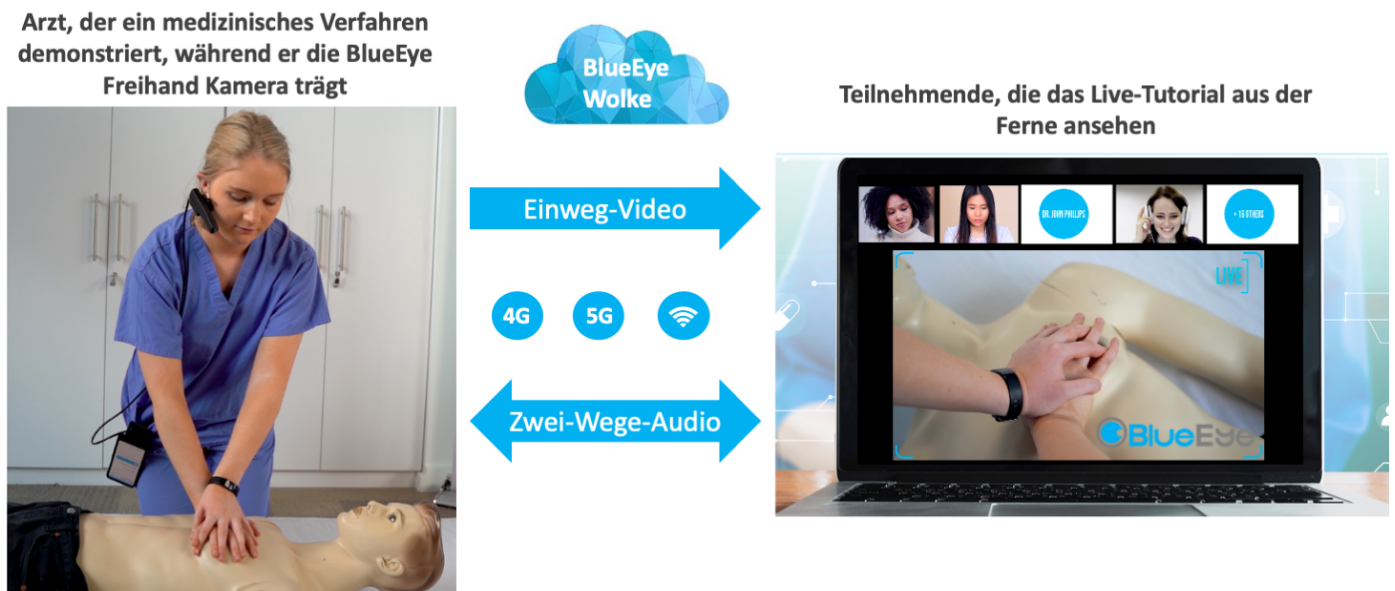 Arzt, der ein medizinisches Verfahren
demonstriert, während er die BlueEye
Freihand Kamera trägt
BlueEye
Wolke
Teilnehmende, die das Live-Tutorial aus der
Ferne ansehen
Einweg-Video
4G
5G
Zwei-Wege-Audio
DR. JOHN PHILLIPS
+ 16 OTHERS
LIVE
BlueEye